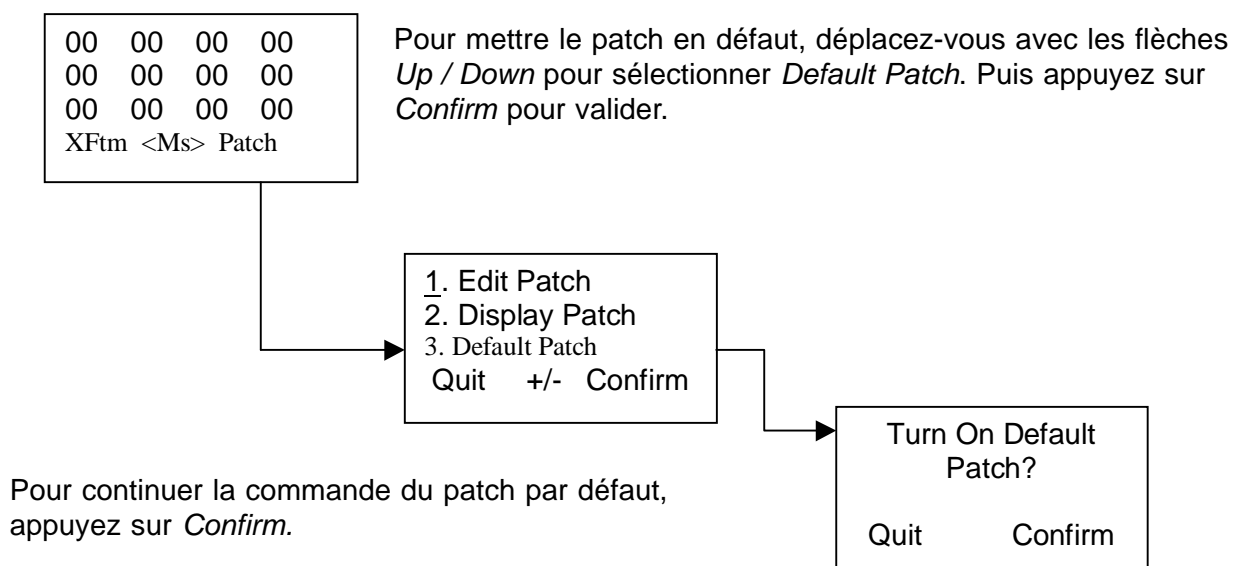 00 00 00 00
00 00 00 00
00 00 00 00
XFtm <Ms> Patch
Pour mettre le patch en défaut, déplacez-vous avec les flèches
Up / Down pour sélectionner Default Patch. Puis appuyez sur
Confirm pour valider.
1. Edit Patch
2. Display Patch
3. Default Patch
Quit +/- Confirm
Turn On Default
Patch?
Quit Confirm
Pour continuer la commande du patch par défaut,
appuyez sur Confirm.